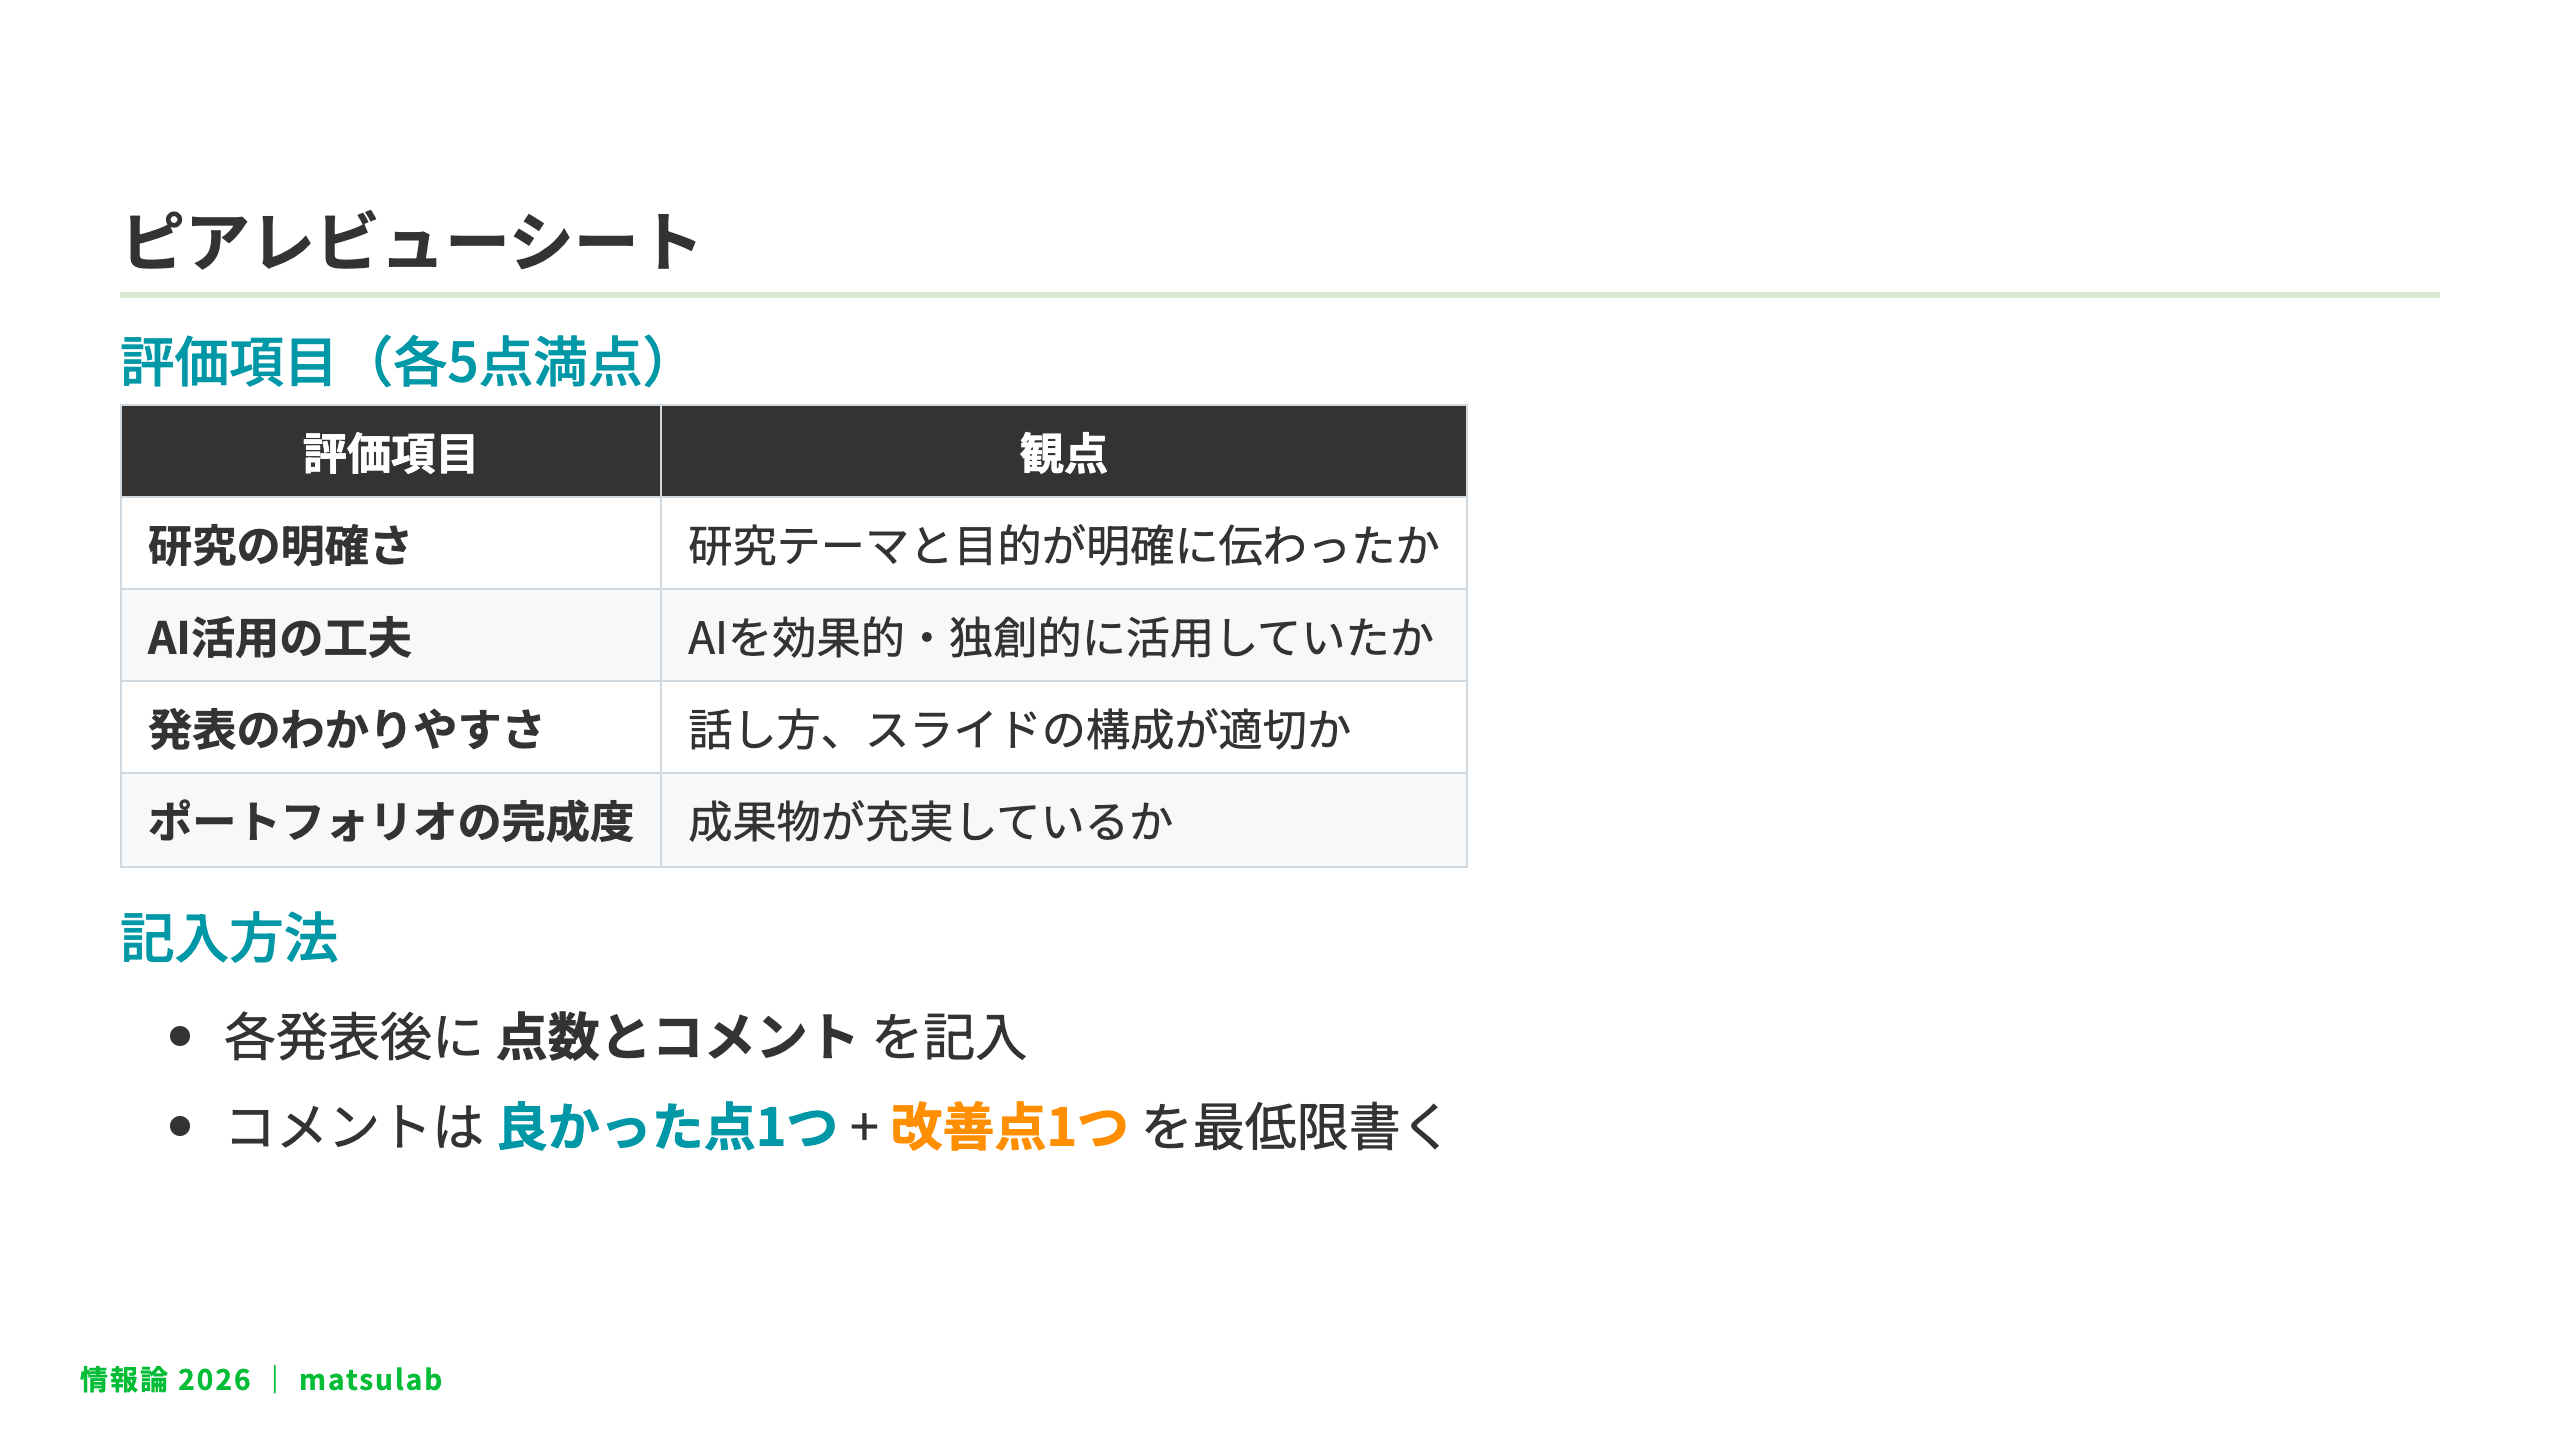 ピアレビューシート
評価項目（各5点満点）
評価項目 観点
研究の明確さ 研究テーマと目的が明確に伝わったか
AI活用の工夫 AIを効果的・独創的に活用していたか
発表のわかりやすさ 話し方、スライドの構成が適切か
ポートフォリオの完成度 成果物が充実しているか
記入方法
• 各発表後に 点数とコメント を記入
• コメントは 良かった点1つ + 改善点1つ を最低限書く
情報論 2026 ｜ matsulab